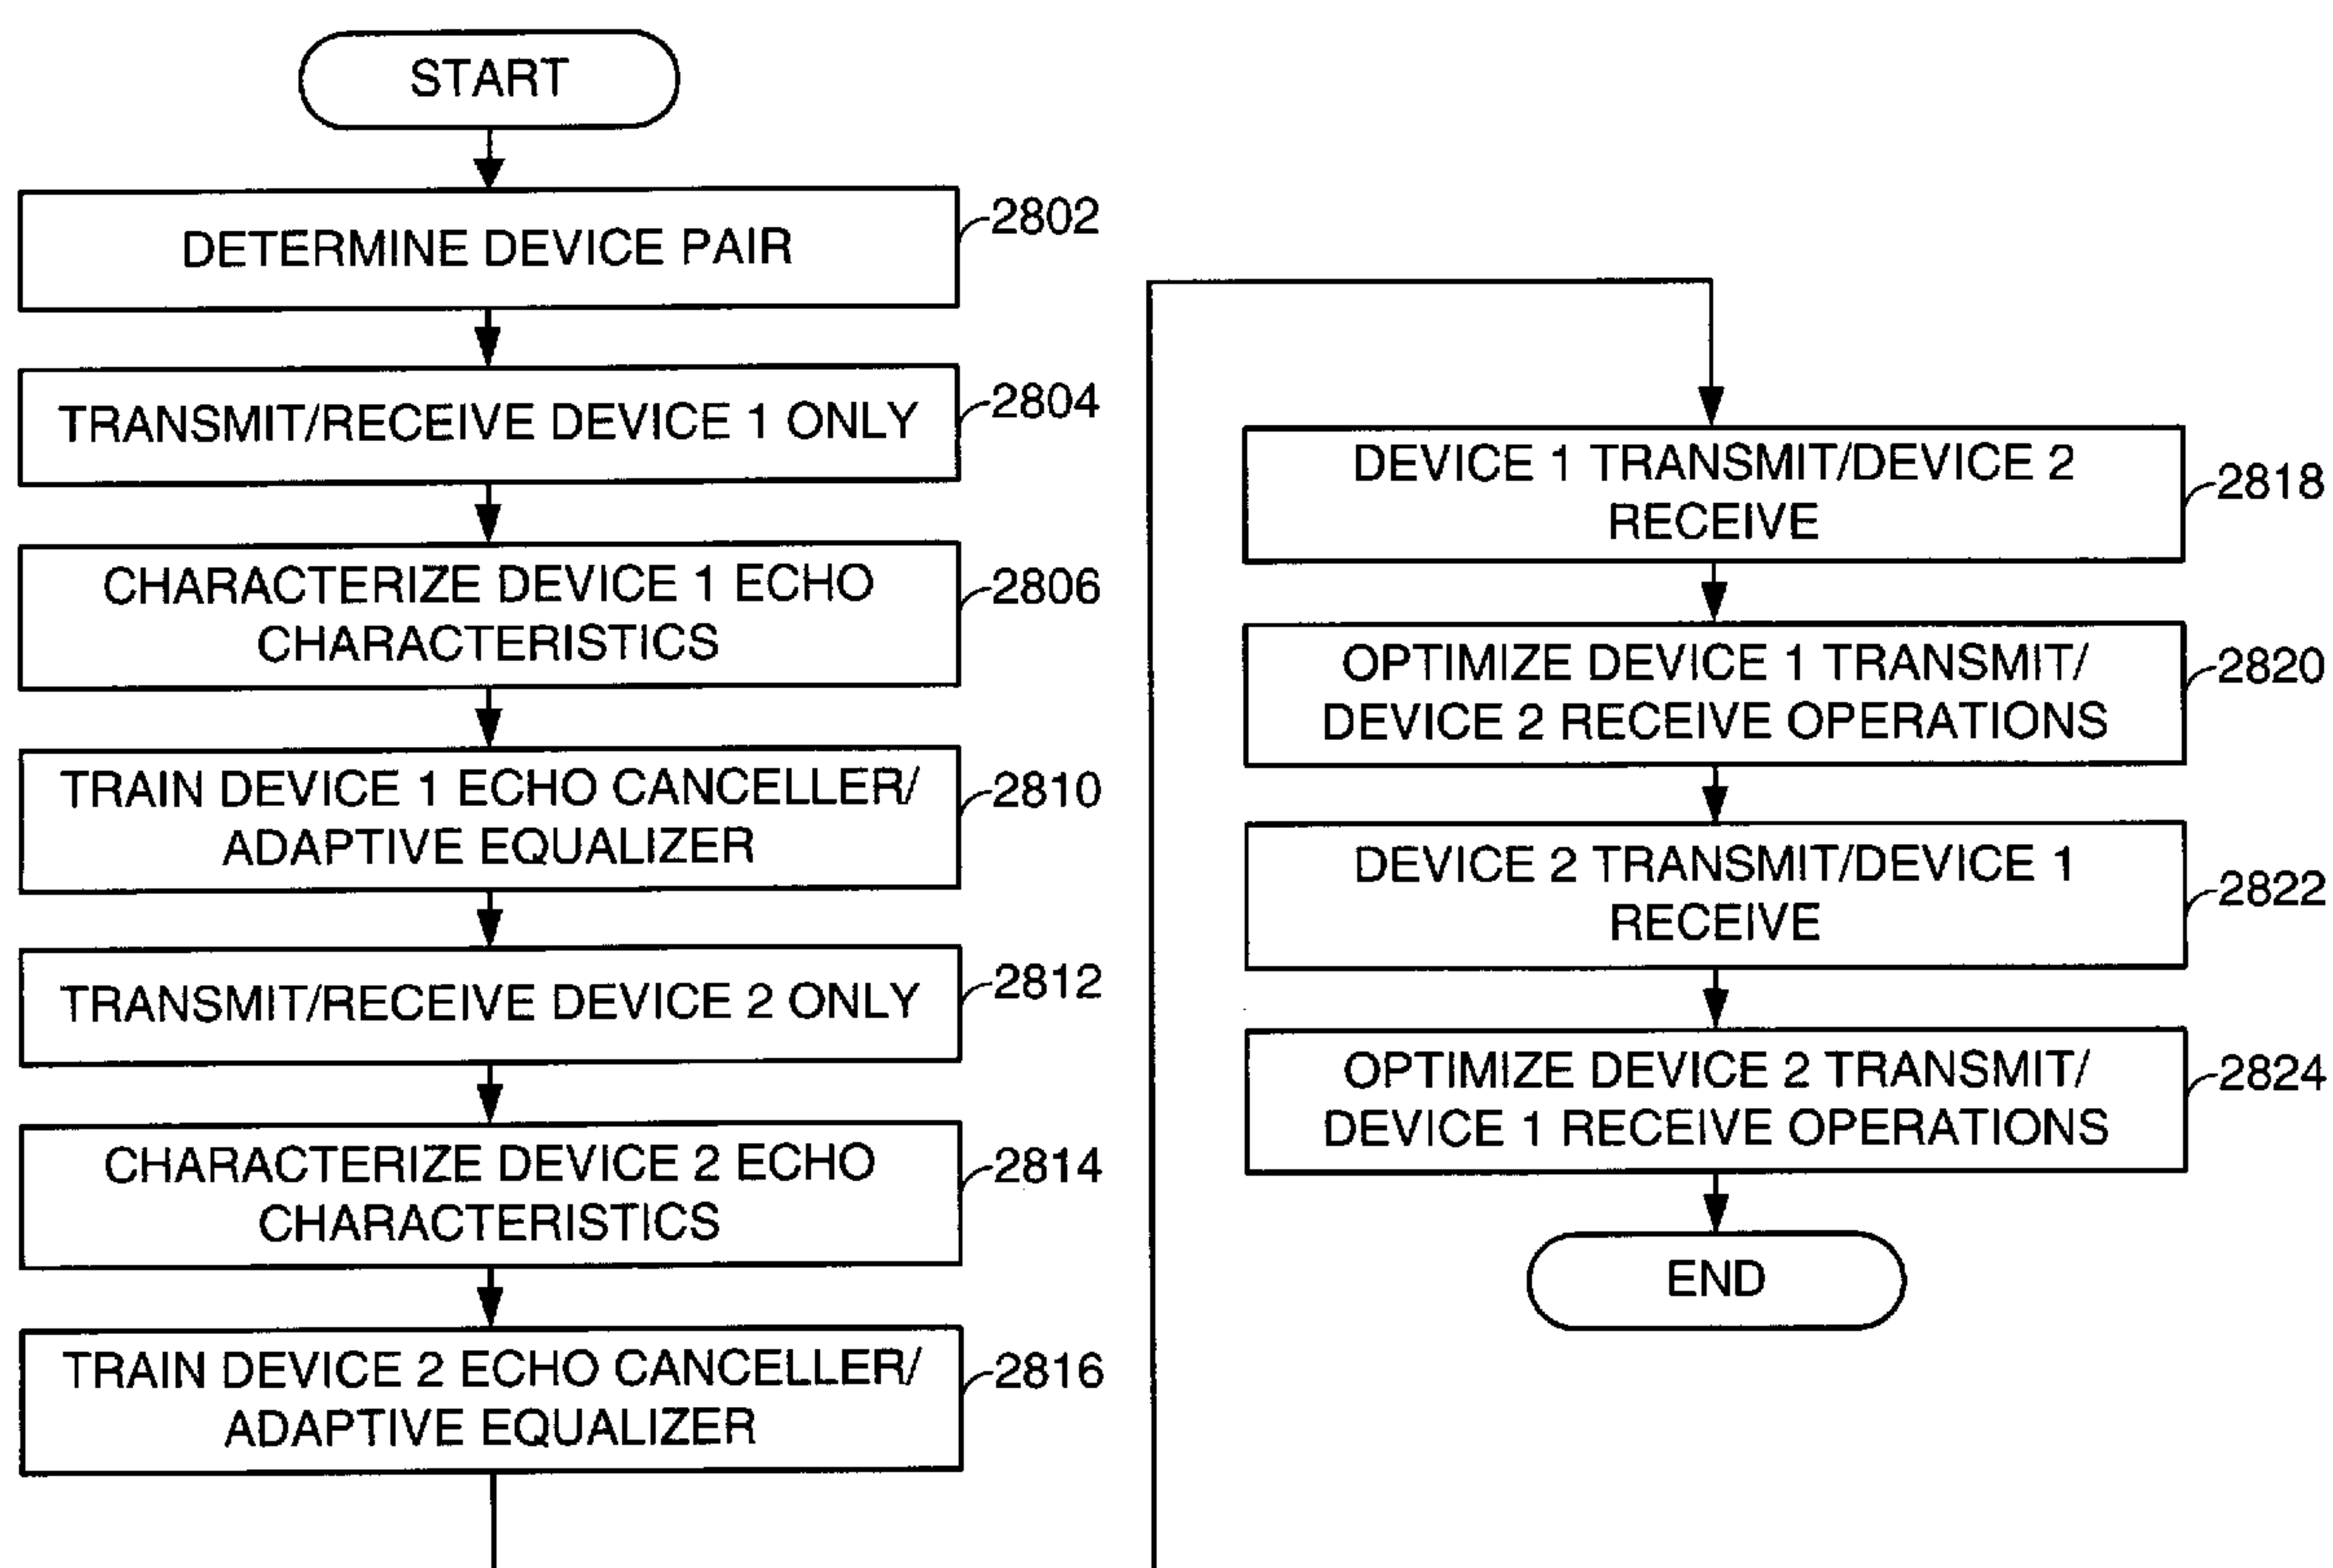 START
DETERMINE DEVICE PAIR
2802
TRANSMIT/RECEIVE DEVICE 1 ONLY
2804
CHARACTERIZE DEVICE 1 ECHO
CHARACTERISTICS
2806
TRAIN DEVICE 1 ECHO CANCELLER/
ADAPTIVE EQUALIZER
2810
TRANSMIT/RECEIVE DEVICE 2 ONLY
2812
CHARACTERIZE DEVICE 2 ECHO
CHARACTERISTICS
2814
TRAIN DEVICE 2 ECHO CANCELLER/
ADAPTIVE EQUALIZER
2816
DEVICE 1 TRANSMIT/DEVICE 2
RECEIVE
2818
OPTIMIZE DEVICE 1 TRANSMIT/
DEVICE 2 RECEIVE OPERATIONS
2820
DEVICE 2 TRANSMIT/DEVICE 1
RECEIVE
2822
OPTIMIZE DEVICE 2 TRANSMIT/
DEVICE 1 RECEIVE OPERATIONS
2824
END